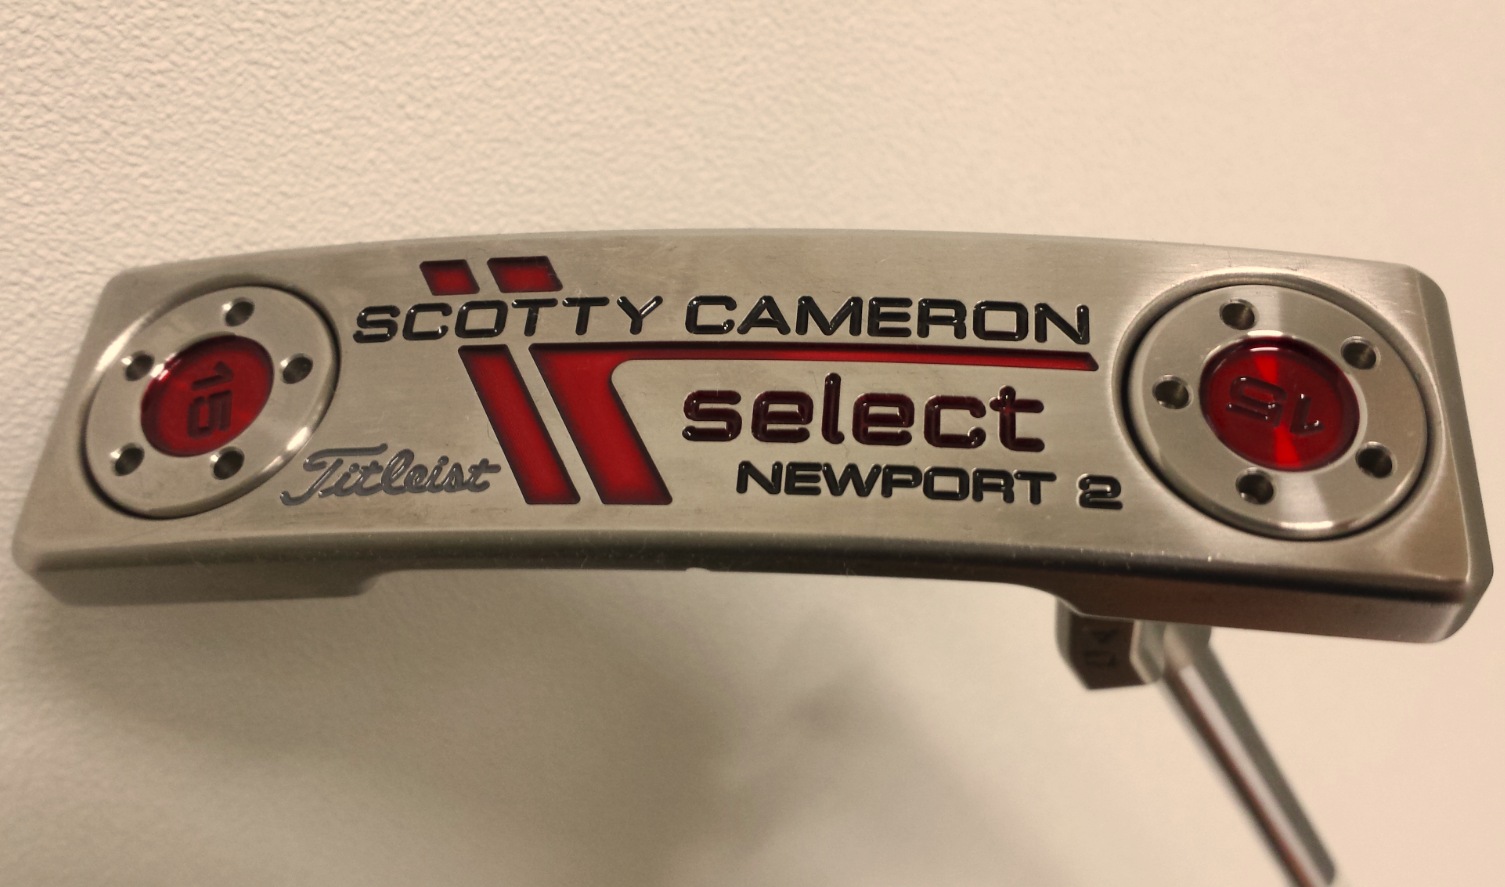 SCOTTY CAMERON
select
Titleist
NEWPORT 2
15
15